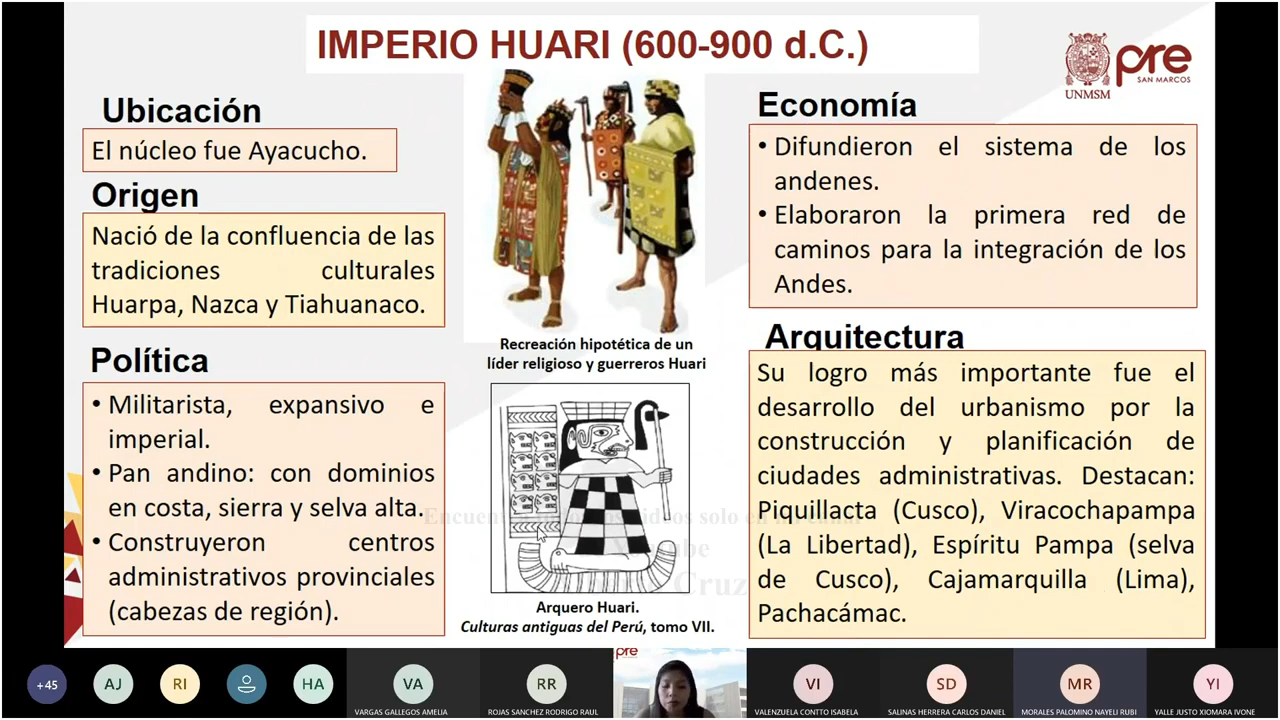 IMPERIO HUARI (600-900 d.C.)
UNMSM
pre
SAN MARCOS
Ubicación
El núcleo fue Ayacucho.
Origen
Nació de la confluencia de las
tradiciones culturales
Huarpa, Nazca y Tiahuanaco.
Política
• Militarista, expansivo e
imperial.
• Pan andino: con dominios
en costa, sierra y selva alta.
• Construyeron centros
administrativos provinciales
(cabezas de región).
Recreación hipotética de un
líder religioso y guerreros Huari
Arquero Huari.
Culturas antiguas del Perú, tomo VII.
Economía
• Difundieron el sistema de los
andenes.
• Elaboraron la primera red de
caminos para la integración de los
Andes.
Arquitectura
Su logro más importante fue el
desarrollo del urbanismo por la
construcción y planificación de
ciudades administrativas. Destacan:
Piquillacta (Cusco), Viracochapampa
(La Libertad), Espíritu Pampa (selva
de Cusco), Cajamarquilla (Lima),
Pachacámac.
+45
AJ
RI
HA
VA
VARGAS GALLEGOS AMELIA
RR
ROJAS SANCHEZ RODRIGO RAUL
pre
VI
VALENZUELA CONTTO ISABELA
SD
SALINAS HERRERA CARLOS DANIEL
MR
MORALES PALOMINO NAYELI RUBI
YI
YALLE JUSTO XIOMARA IVONE